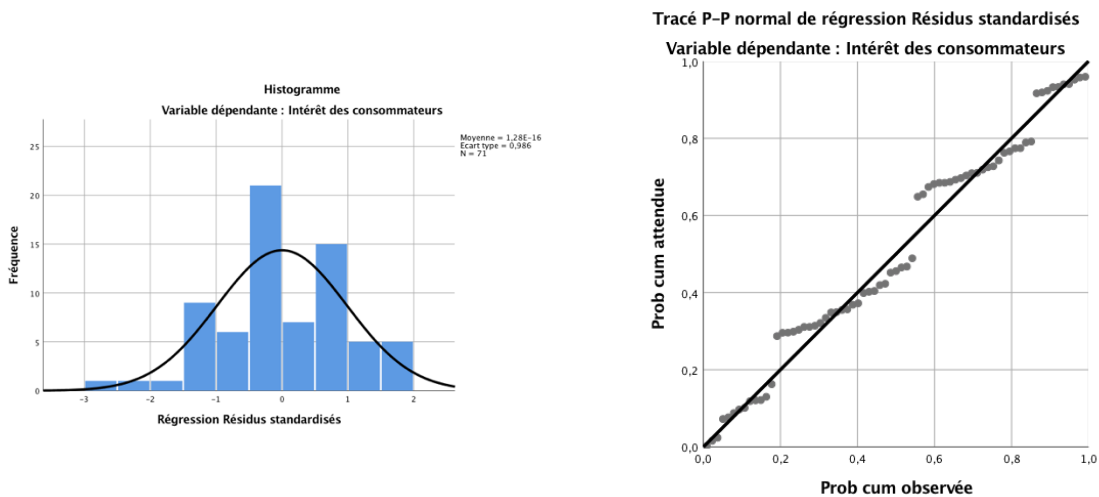 Histogramme
Variable dépendante : Intérêt des consommateurs
Moyenne = 1,28E-16
Ecart type = 0,986
N = 71
Fréquence
25
20
15
10
5
0
-3
-2
-1
0
1
2
Régression Résidus standardisés
Tracé P-P normal de régression Résidus standardisés
Variable dépendante : Intérêt des consommateurs
Prob cum attendue
1,0
0,8
0,6
0,4
0,2
0,0
0,0
0,2
0,4
0,6
0,8
1,0
Prob cum observée